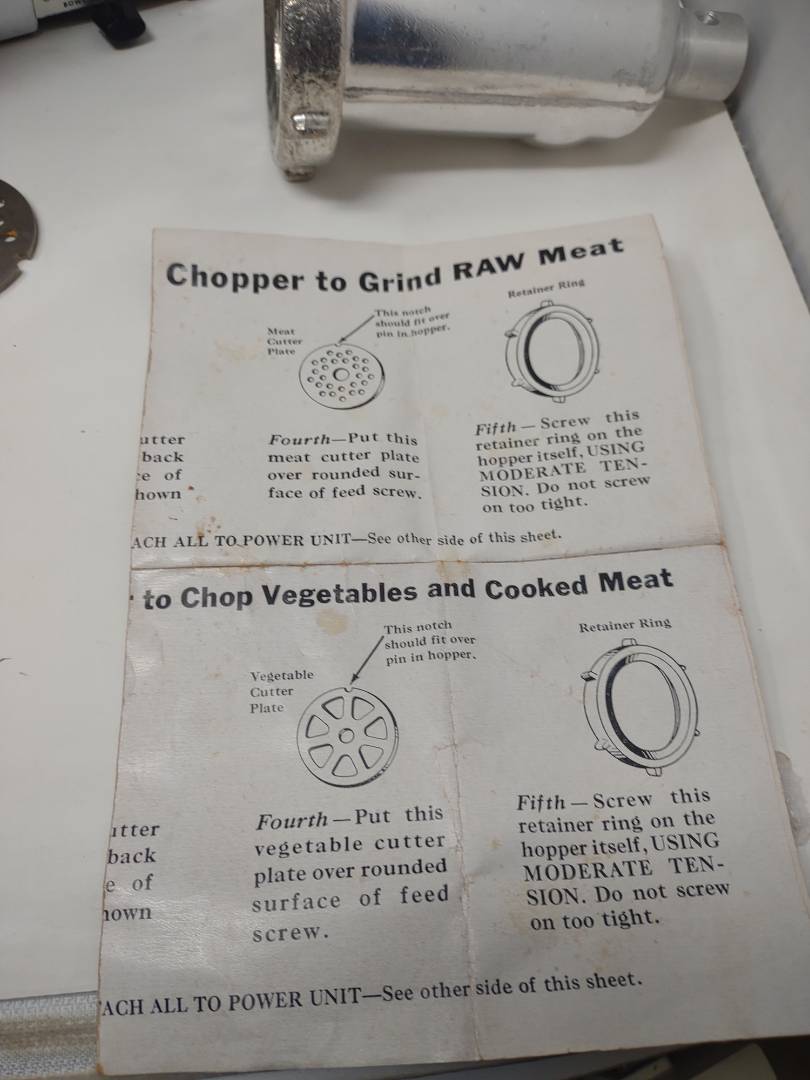 BOWL
Chopper to Grind RAW Meat
Meat
Cutter
Plate
This notch
should fit over
pin in hopper.
Retainer Ring
utter
back
e of
hown
Fourth—Put this
meat cutter plate
over rounded sur-
face of feed screw.
Fifth — Screw this
retainer ring on the
hopper itself, USING
MODERATE TEN-
SION. Do not screw
on too tight.
ACH ALL TO POWER UNIT—See other side of this sheet.
to Chop Vegetables and Cooked Meat
Vegetable
Cutter
Plate
This notch
should fit over
pin in hopper.
Retainer Ring
utter
back
e of
hown
Fourth — Put this
vegetable cutter
plate over rounded
surface of feed
screw.
Fifth — Screw this
retainer ring on the
hopper itself, USING
MODERATE TEN-
SION. Do not screw
on too tight.
ACH ALL TO POWER UNIT—See other side of this sheet.